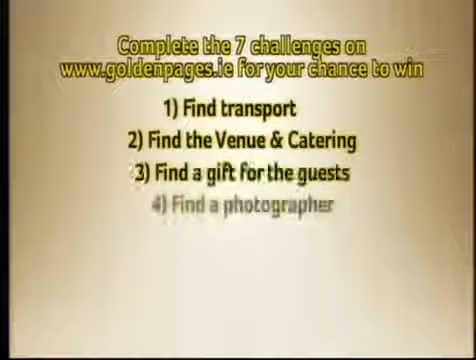 Complete the 7 challenges on
www.goldenpages.ie for your chance to win
1) Find transport
2) Find the Venue & Catering
3) Find a gift for the guests
4) Find a photographer